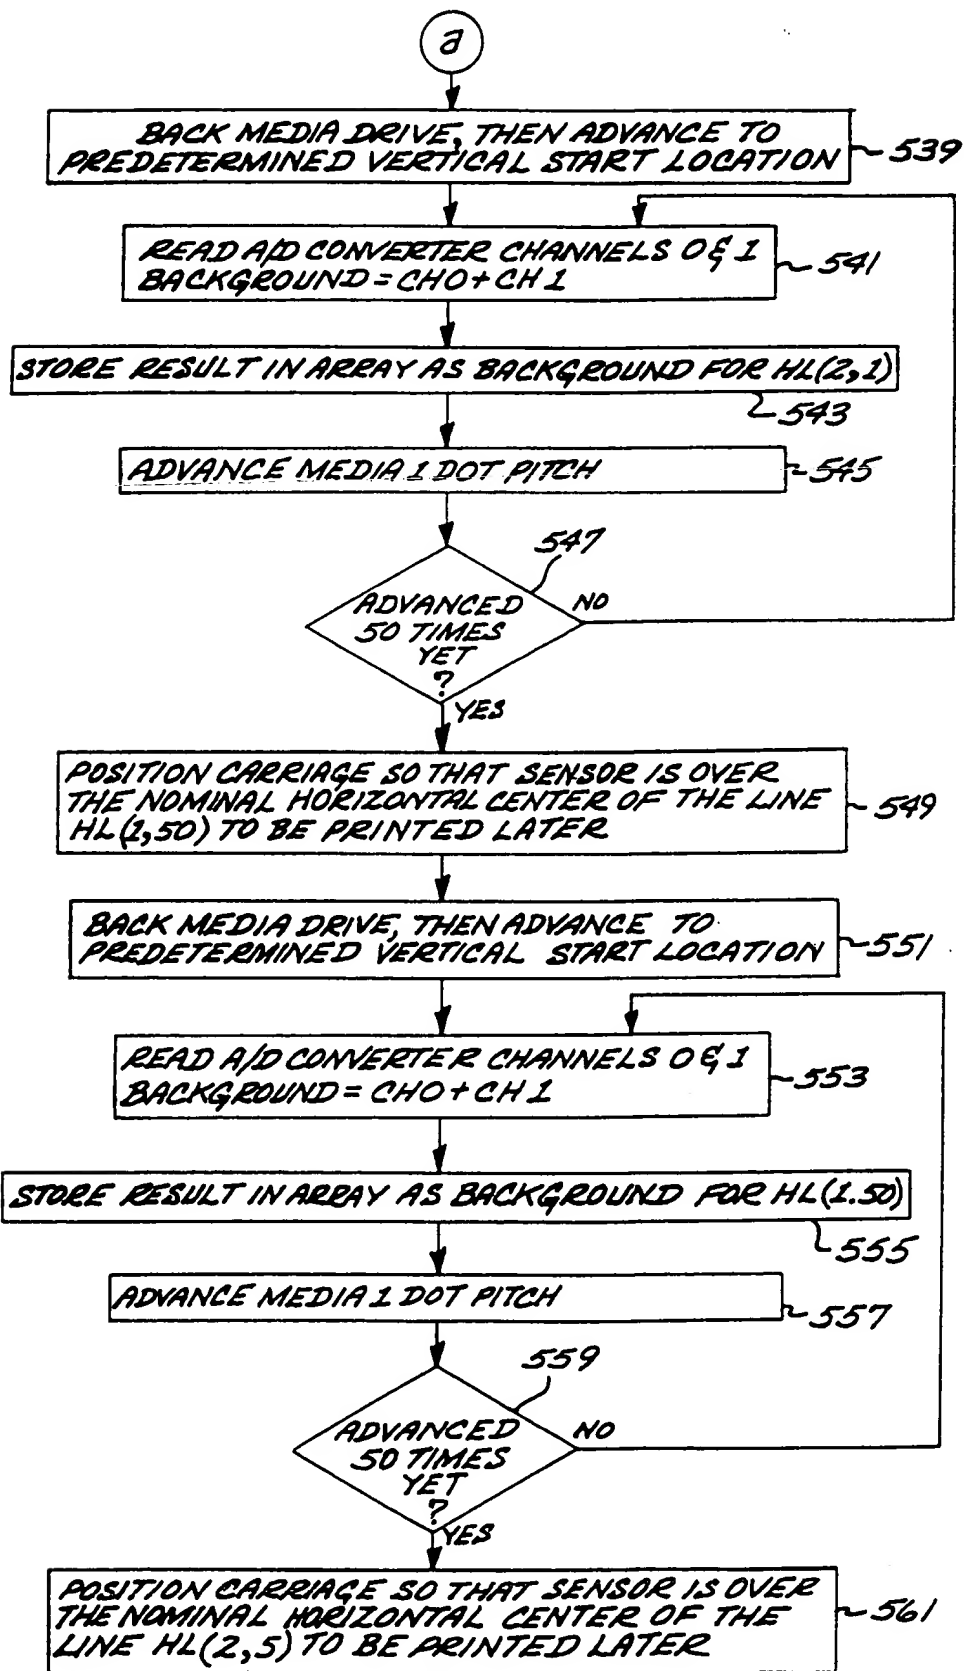 a
BACK MEDIA DRIVE, THEN ADVANCE TO
PREDETERMINED VERTICAL START LOCATION
539
READ A/D CONVERTER CHANNELS 0 & 1
BACKGROUND = CH0 + CH 1
541
STORE RESULT IN ARRAY AS BACKGROUND FOR HL(2,1)
543
ADVANCE MEDIA 1 DOT PITCH
545
547
ADVANCED
50 TIMES
YET
?
NO
YES
POSITION CARRIAGE SO THAT SENSOR IS OVER
THE NOMINAL HORIZONTAL CENTER OF THE LINE
HL(1,50) TO BE PRINTED LATER
549
BACK MEDIA DRIVE, THEN ADVANCE TO
PREDETERMINED VERTICAL START LOCATION
551
READ A/D CONVERTER CHANNELS 0 & 1
BACKGROUND = CH0 + CH 1
553
STORE RESULT IN ARRAY AS BACKGROUND FOR HL(1.50)
555
ADVANCE MEDIA 1 DOT PITCH
557
559
ADVANCED
50 TIMES
YET
?
NO
YES
POSITION CARRIAGE SO THAT SENSOR IS OVER
THE NOMINAL HORIZONTAL CENTER OF THE
LINE HL(2,5) TO BE PRINTED LATER
561